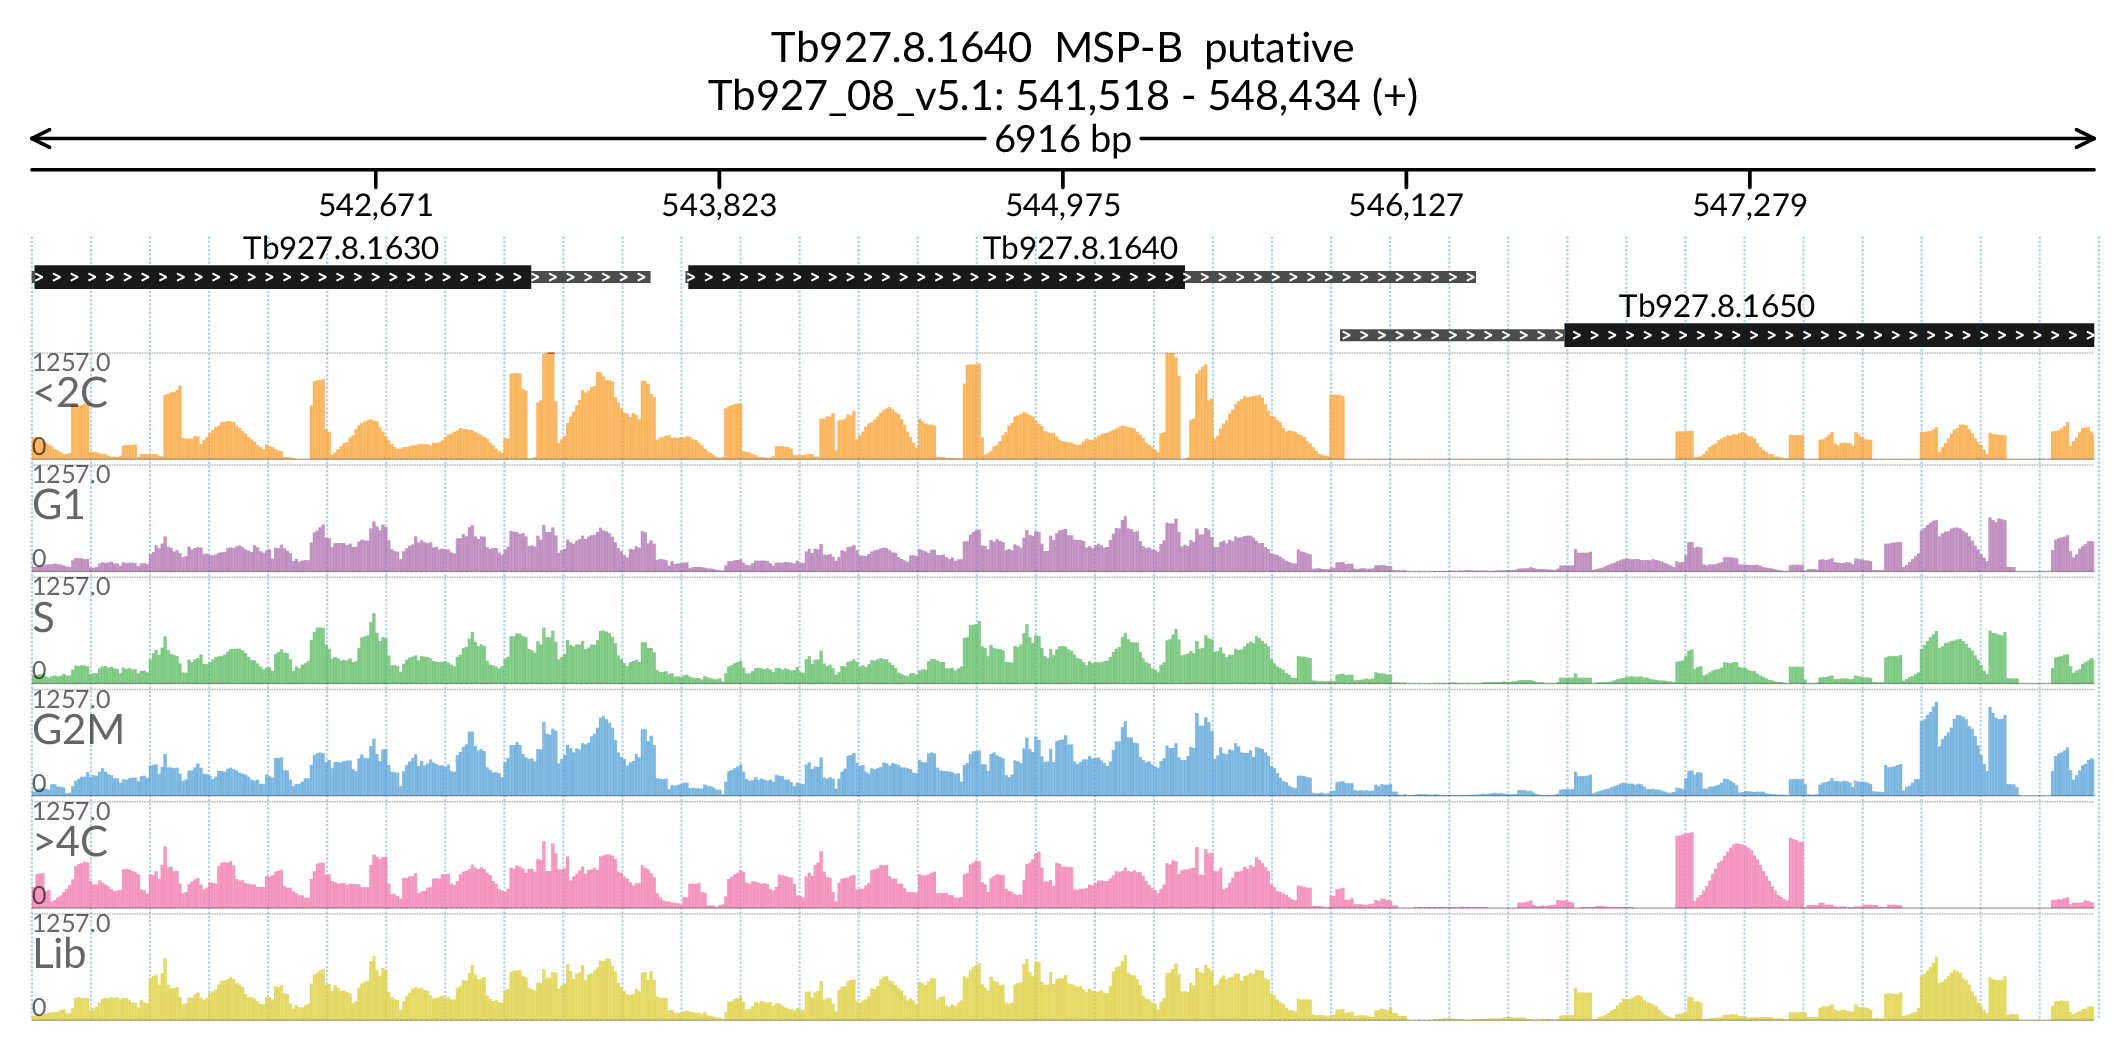 Tb927.8.1640 MSP-B putative
Tb927_08_v5.1: 541,518 - 548,434 (+)
6916 bp
542,671 543,823 544,975 546,127 547,279
Tb927.8.1630 Tb927.8.1640
Tb927.8.1650
1257.0
<2C
0
1257.0
G1
0
1257.0
S
0
1257.0
G2M
0
1257.0
>4C
0
1257.0
Lib
0